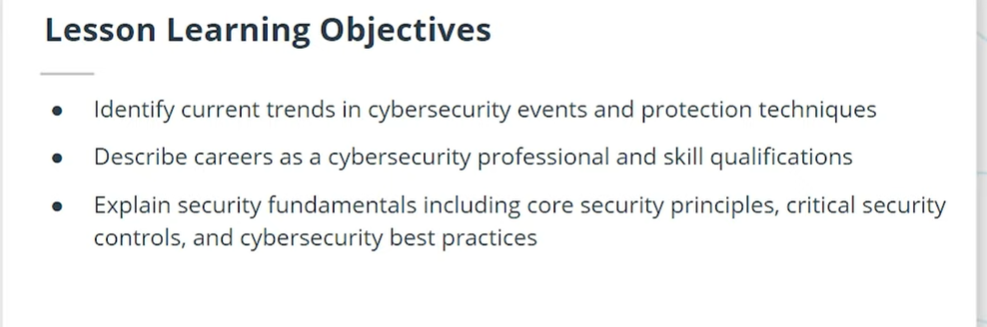 Lesson Learning Objectives
● Identify current trends in cybersecurity events and protection techniques
● Describe careers as a cybersecurity professional and skill qualifications
● Explain security fundamentals including core security principles, critical security
controls, and cybersecurity best practices